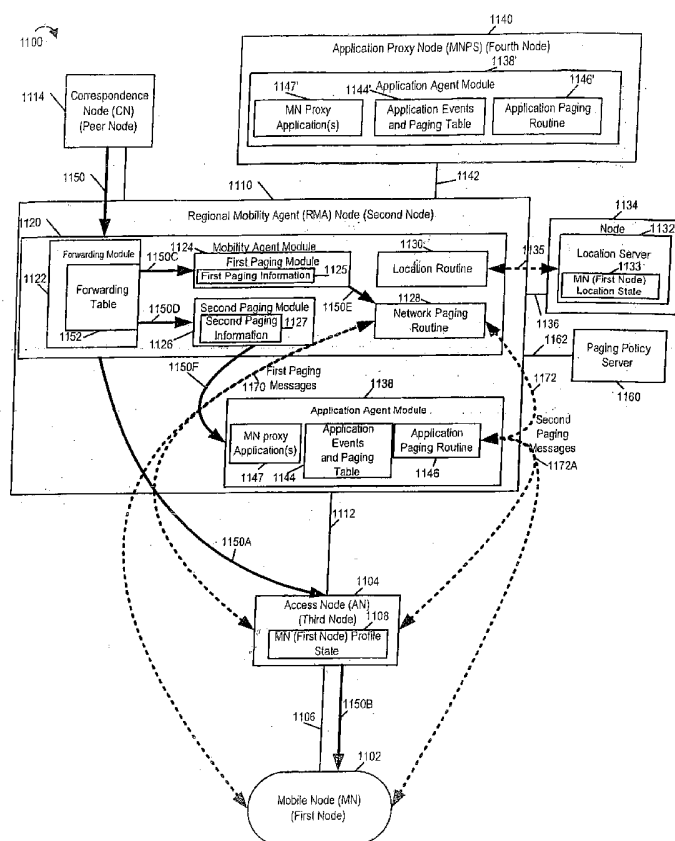 1100
1140
Application Proxy Node (MNPS) (Fourth Node)
1138'
Application Agent Module
1147'
1144'
1146'
MN Proxy
Application(s)
Application Events
and Paging Table
Application Paging
Routine
1114
Correspondence
Node (CN)
(Peer Node)
1150
1142
1110
Regional Mobility Agent (RMA) Node (Second Node)
1120
Mobility Agent Module
1122
Forwarding Module
Forwarding
Table
1152
1150C
1124
First Paging Module
First Paging Information
1125
1150E
1130
Location Routine
1135
1134
Node
1132
Location Server
1133
MN (First Node)
Location State
1136
1150D
Second Paging Module
Second Paging
Information
1127
1126
1128
Network Paging
Routine
1162
Paging Policy
Server
1160
1150F
First Paging
Messages
1170
1138
Application Agent Module
MN proxy
Application(s)
1147
Application
Events
and Paging
Table
1144
Application
Paging Routine
1146
1172
Second
Paging
Messages
1172A
1112
1150A
1104
Access Node (AN)
(Third Node)
1108
MN (First Node) Profile
State
1106
1150B
1102
Mobile Node (MN)
(First Node)